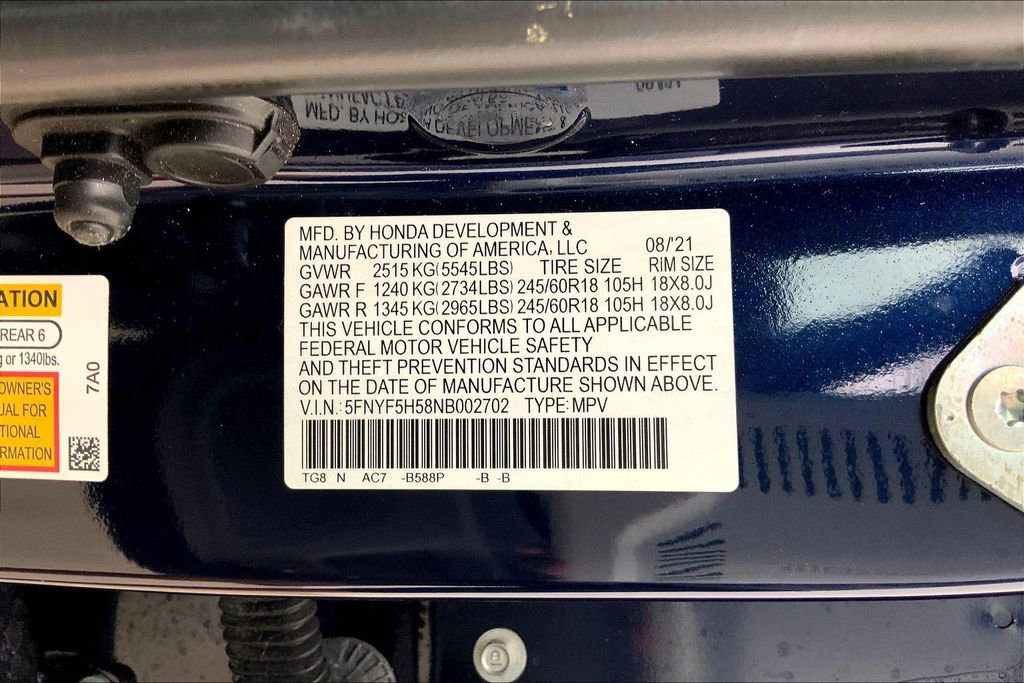 MFD. BY HONDA DEVELOPMENT &
MANUFACTURING OF AMERICA, LLC 08/'21
GVWR 2515 KG(5545LBS) TIRE SIZE RIM SIZE
GAWR F 1240 KG(2734LBS) 245/60R18 105H 18X8.0J
GAWR R 1345 KG(2965LBS) 245/60R18 105H 18X8.0J
THIS VEHICLE CONFORMS TO ALL APPLICABLE
FEDERAL MOTOR VEHICLE SAFETY
AND THEFT PREVENTION STANDARDS IN EFFECT
ON THE DATE OF MANUFACTURE SHOWN ABOVE.
V.I.N.: 5FNYF5H58NB002702 TYPE: MPV
TG8 N AC7 -B588P -B -B
ATION
REAR 6
g or 1340lbs.
OWNER'S
UAL FOR
TIONAL
RMATION
7A0